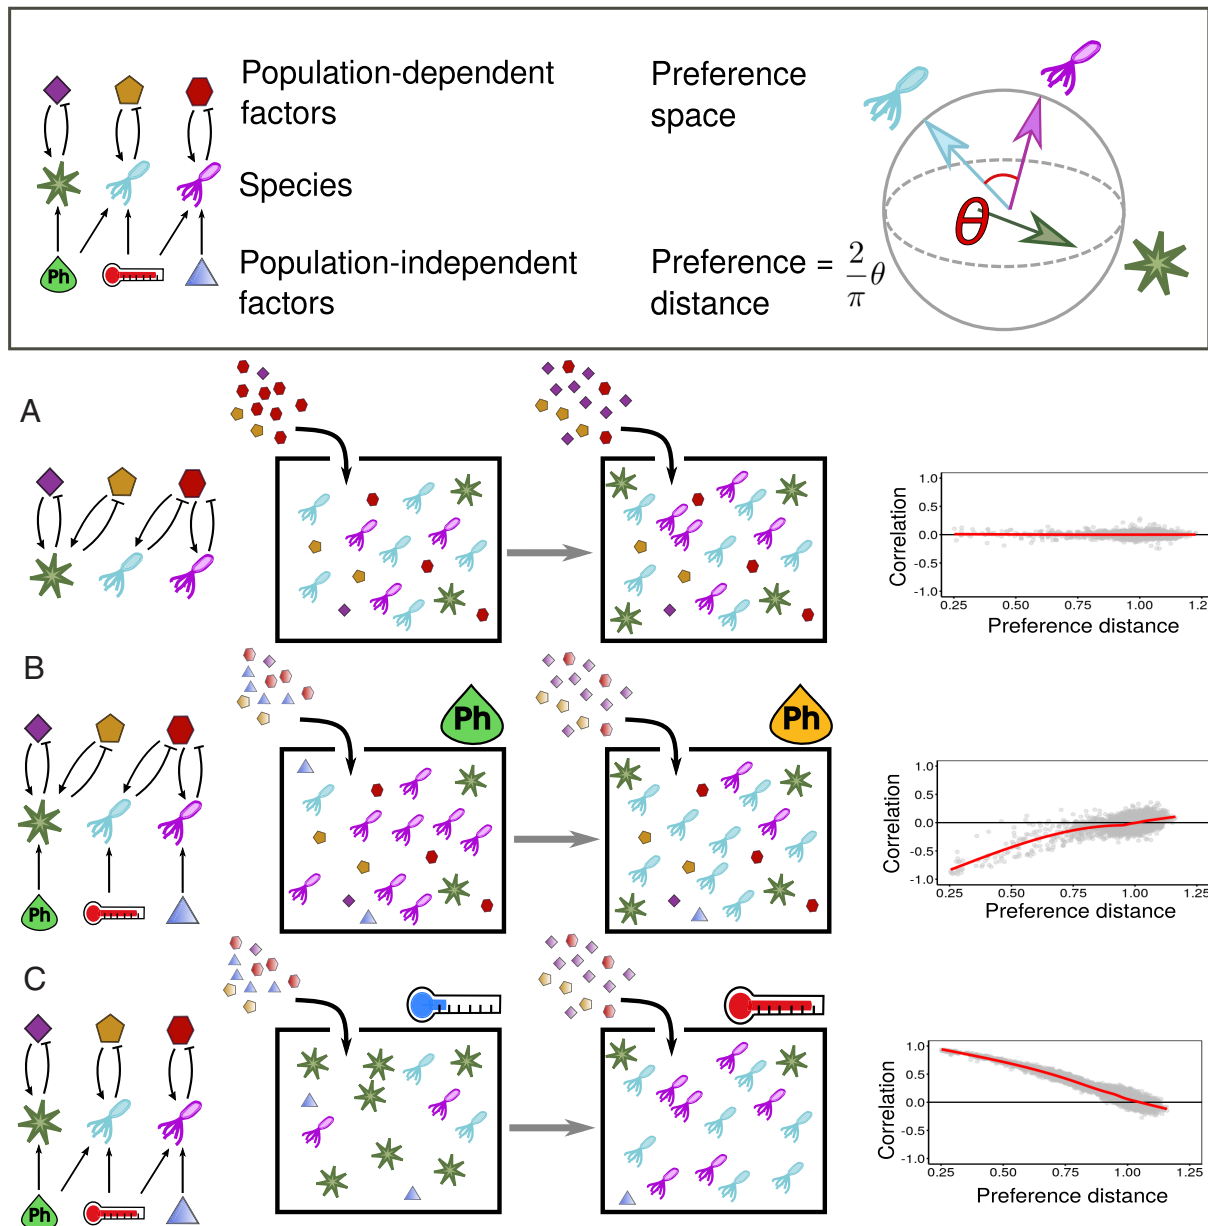 Population-dependent
factors
Species
Population-independent
factors
Ph
Preference
space
Preference = 2/π θ
distance
θ
A
1.0
0.5
0.0
-0.5
-1.0
Correlation
0.25 0.50 0.75 1.00 1.25
Preference distance
B
Ph
Ph
Ph
1.0
0.5
0.0
-0.5
-1.0
Correlation
0.25 0.50 0.75 1.00 1.25
Preference distance
C
Ph
1.0
0.5
0.0
-0.5
-1.0
Correlation
0.25 0.50 0.75 1.00 1.25
Preference distance